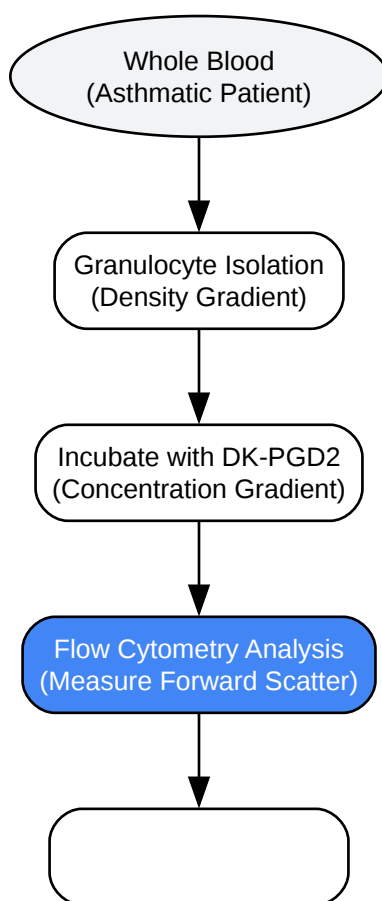 Whole Blood
(Asthmatic Patient)
Granulocyte Isolation
(Density Gradient)
Incubate with DK-PGD2
(Concentration Gradient)
Flow Cytometry Analysis
(Measure Forward Scatter)